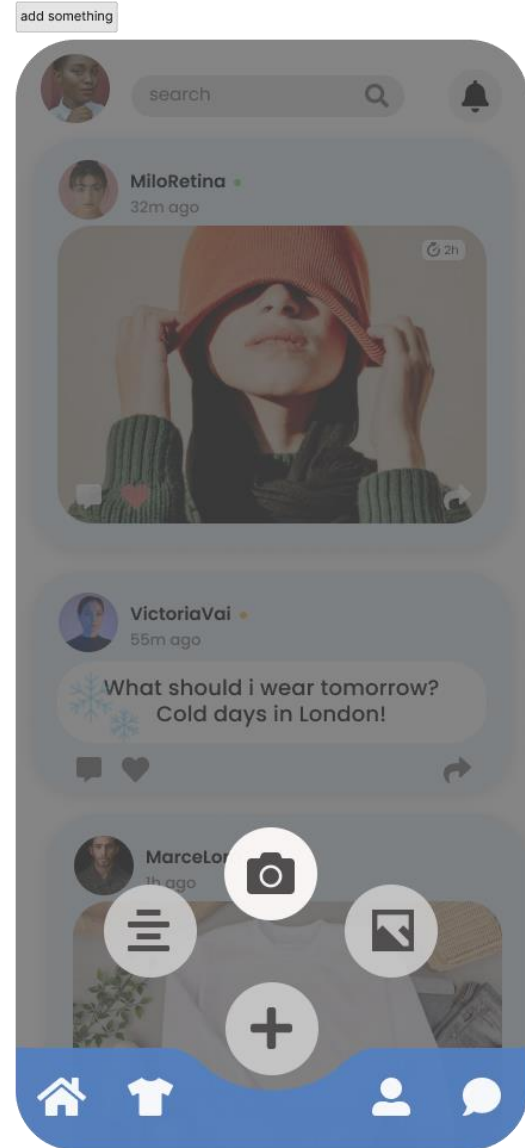 add something
search
MiloRetina
32m ago
2h
VictoriaVai
55m ago
What should i wear tomorrow?
Cold days in London!
MarceLor
1h ago